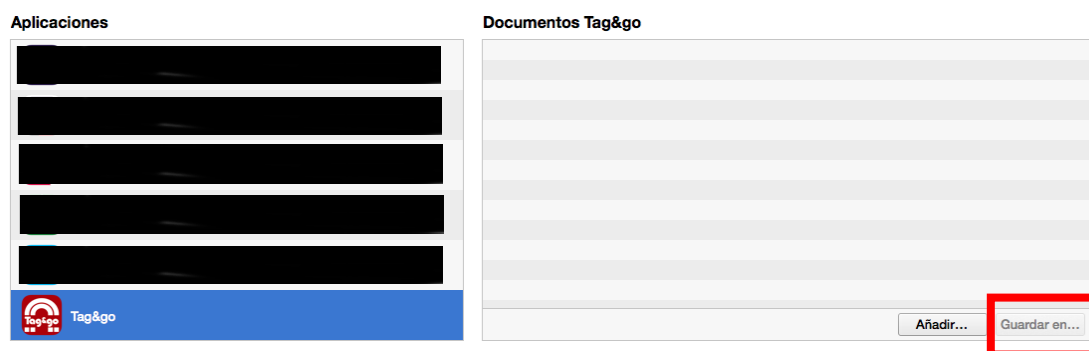 Aplicaciones
Documentos Tag&go
Tag&go
Tag&go
Añadir...
Guardar en...